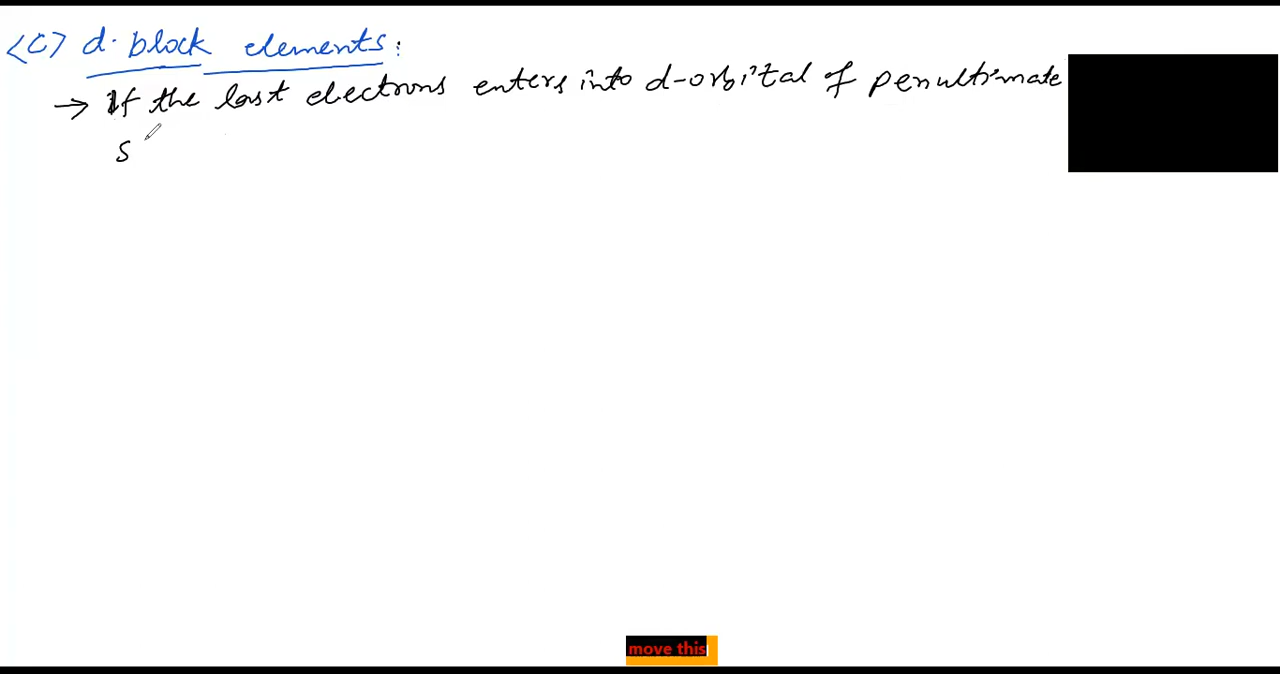 <C> d-block elements:
→ If the last electrons enters into d-orbital of penultimate
s
move this